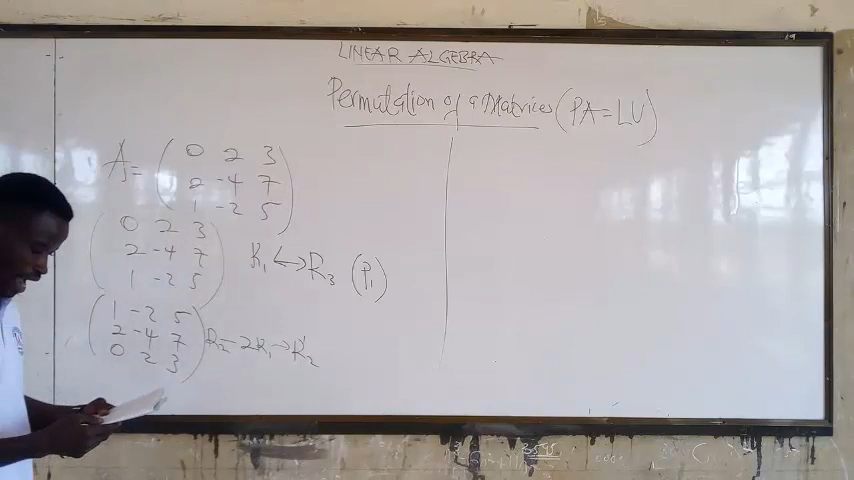 LINEAR ALGEBRA
Permutation of a Matrices (PA = LU)
A = ( 0 2 3
2 -4 7
1 -2 5 )
( 0 2 3
2 -4 7
1 -2 5 ) R₁ ↔ R₃ (P₁)
( 1 -2 5
2 -4 7
0 2 3 ) R₂ - 2R₁ → R'₂